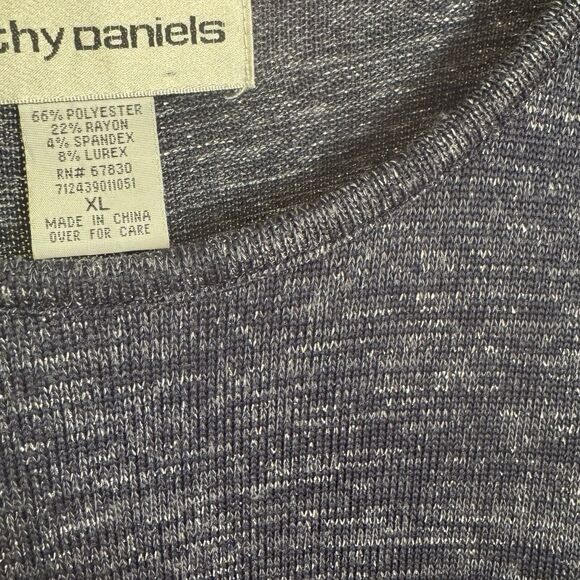 thy Daniels
66% POLYESTER
22% RAYON
4% SPANDEX
8% LUREX
RN# 67830
712439011051
XL
MADE IN CHINA
OVER FOR CARE